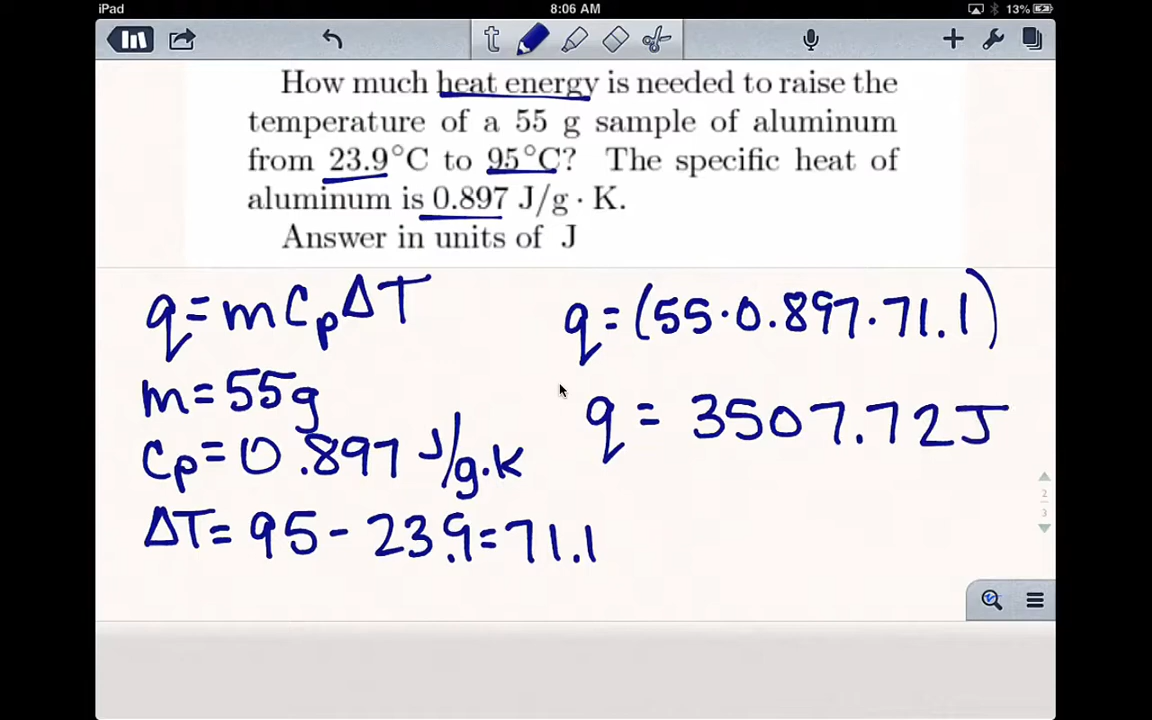 iPad 8:06 AM 13%
t
How much heat energy is needed to raise the
temperature of a 55 g sample of aluminum
from 23.9°C to 95°C? The specific heat of
aluminum is 0.897 J/g · K.
Answer in units of J
q=mCpΔT
m=55g
Cp=0.897 J/g·K
ΔT=95-23.9=71.1
q=(55·0.897·71.1)
q=3507.72J
2
3